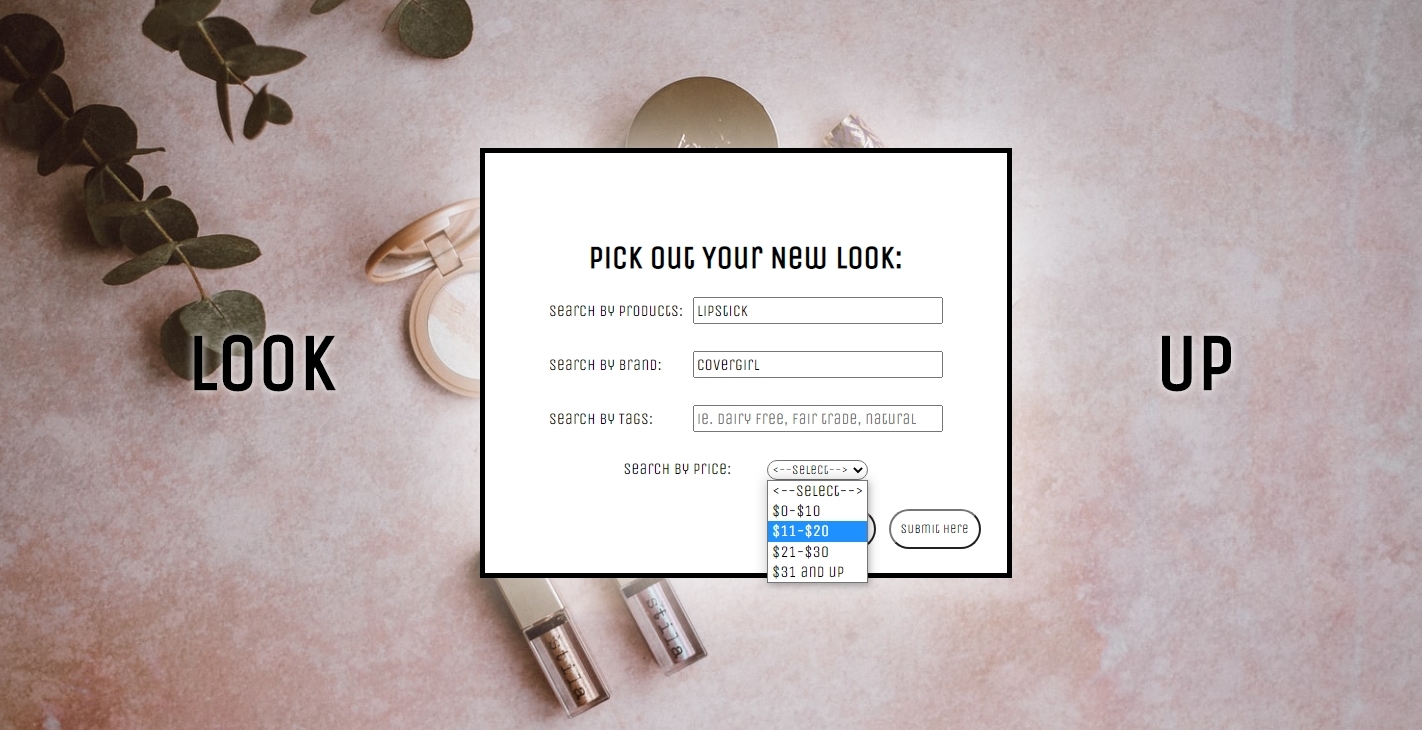 LOOK
UP
Pick out your new look:
Search by Products: Lipstick
Search by Brand: Covergirl
Search by Tags: ie. Dairy Free, Fair trade, natural
Search by Price: <--Select-->
<--Select-->
$0-$10
$11-$20
$21-$30
$31 and up
Submit Here
stila
stila